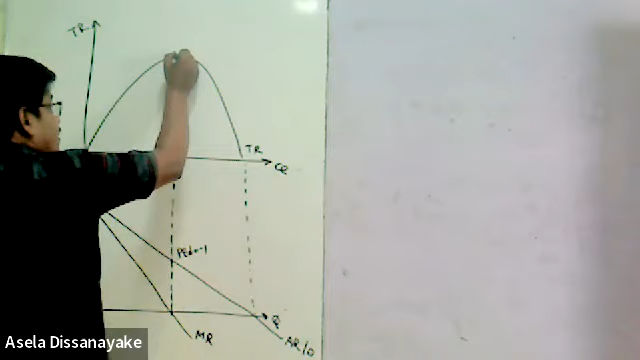 TR
TR
Q
PEd=-1
Q
MR
AR/D
Asela Dissanayake